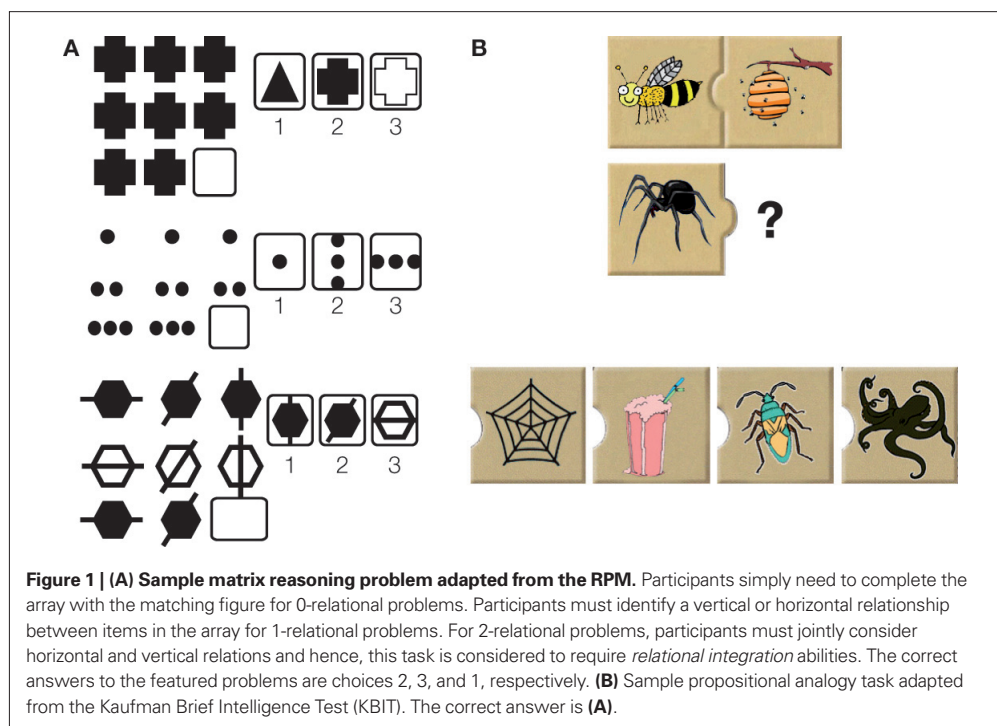 A
B
1 2 3
?
1 2 3
1 2 3
Figure 1 | (A) Sample matrix reasoning problem adapted from the RPM. Participants simply need to complete the
array with the matching figure for 0-relational problems. Participants must identify a vertical or horizontal relationship
between items in the array for 1-relational problems. For 2-relational problems, participants must jointly consider
horizontal and vertical relations and hence, this task is considered to require relational integration abilities. The correct
answers to the featured problems are choices 2, 3, and 1, respectively. (B) Sample propositional analogy task adapted
from the Kaufman Brief Intelligence Test (KBIT). The correct answer is (A).